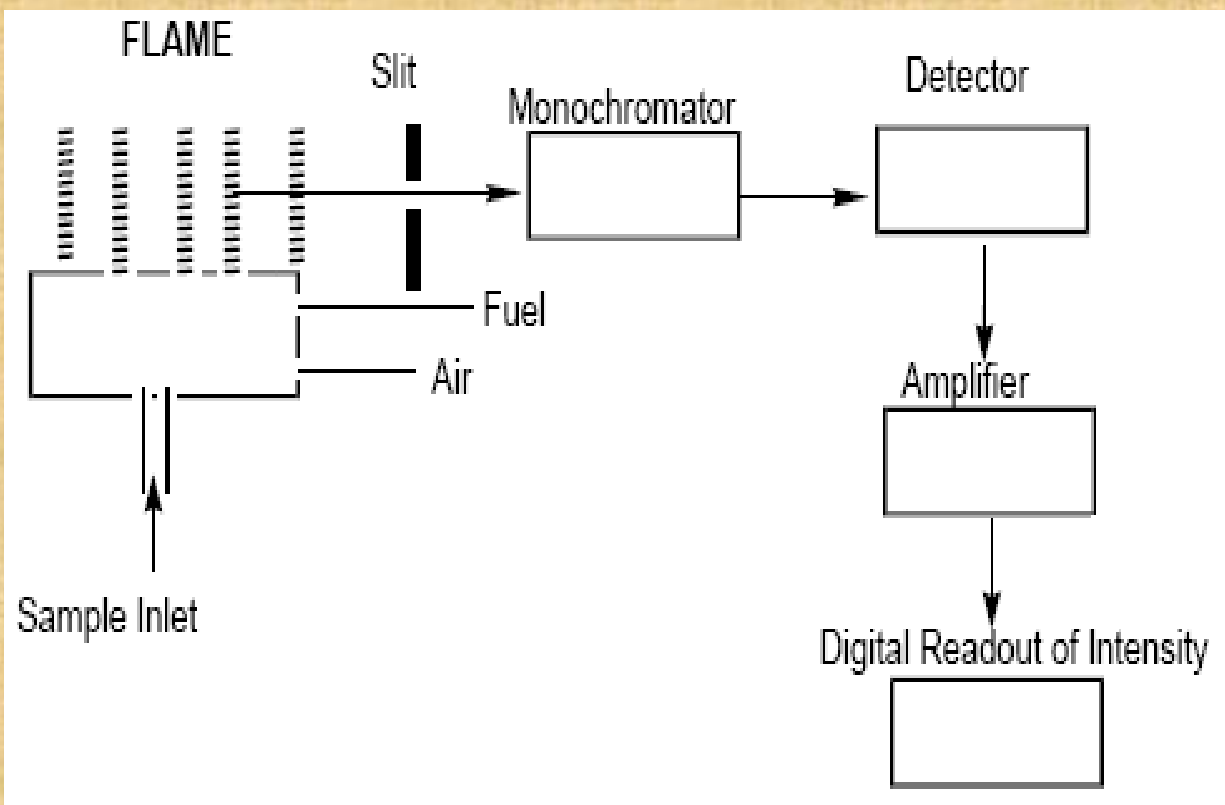 FLAME
Slit
Monochromator
Detector
Fuel
Air
Amplifier
Sample Inlet
Digital Readout of Intensity